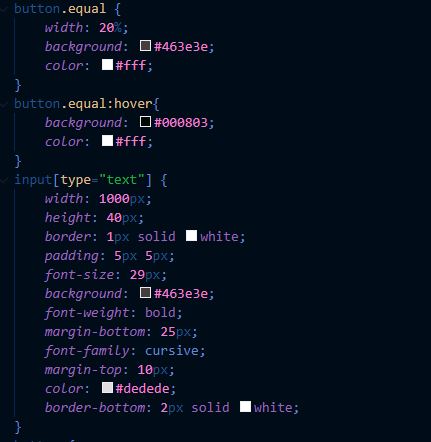 button.equal {
width: 20%;
background: #463e3e;
color: #fff;
}
button.equal:hover{
background: #000803;
color: #fff;
}
input[type="text"] {
width: 1000px;
height: 40px;
border: 1px solid white;
padding: 5px 5px;
font-size: 29px;
background: #463e3e;
font-weight: bold;
margin-bottom: 25px;
font-family: cursive;
margin-top: 10px;
color: #dedede;
border-bottom: 2px solid white;
}